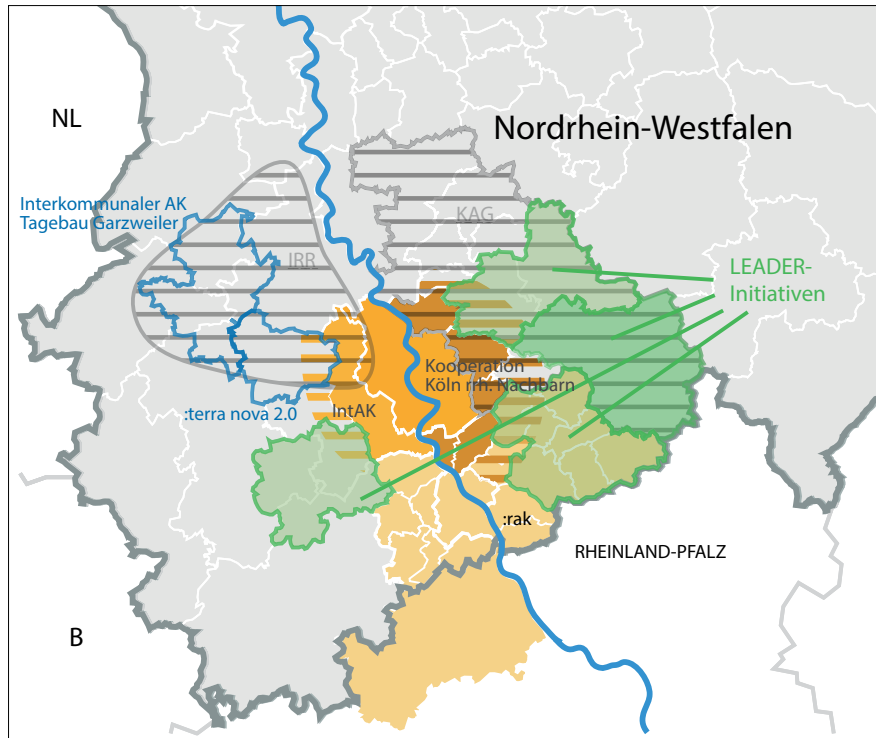 NL
Nordrhein-Westfalen
Interkommunaler AK
Tagebau Garzweiler
KAG
IRR
LEADER-
Initiativen
Kooperation
Köln rrh. Nachbarn
:terra nova 2.0
IntAK
:rak
RHEINLAND-PFALZ
B